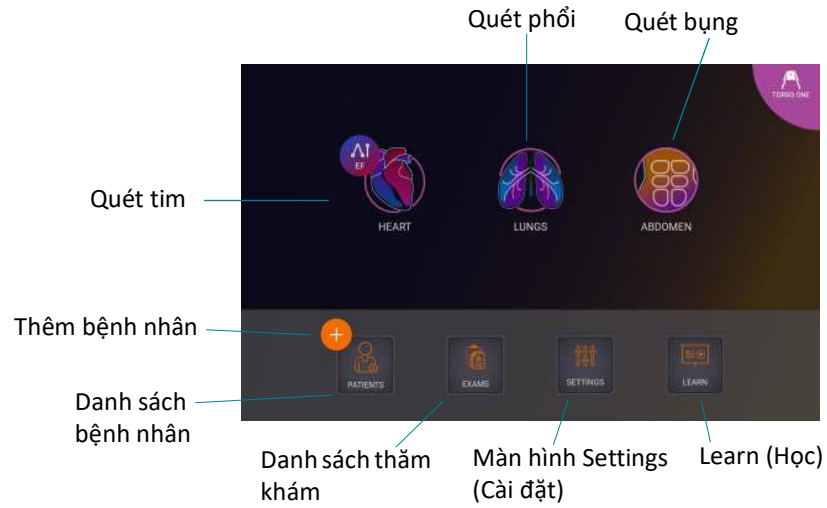 Quét phổi
Quét bụng
TORSO ONE
EF
Quét tim
HEART
LUNGS
ABDOMEN
Thêm bệnh nhân
+
PATIENTS
EXAMS
SETTINGS
LEARN
Danh sách
bệnh nhân
Danh sách thăm
khám
Màn hình Settings
(Cài đặt)
Learn (Học)